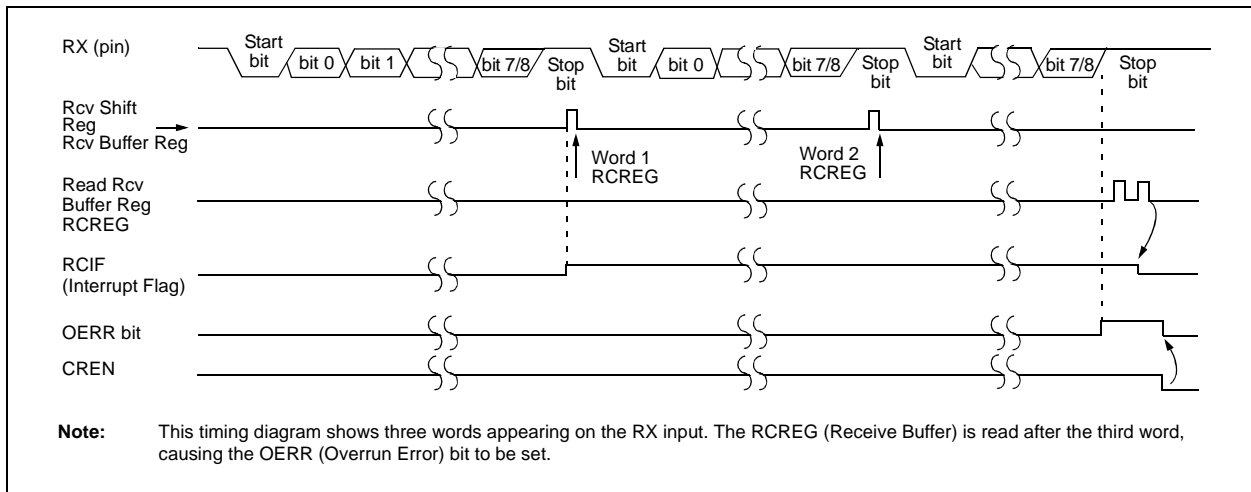 RX (pin)
Start
bit
bit 0
bit 1
bit 7/8
Stop
bit
Start
bit
bit 0
bit 7/8
Stop
bit
Start
bit
bit 7/8
Stop
bit
Rcv Shift
Reg
Rcv Buffer Reg
Word 1
RCREG
Word 2
RCREG
Read Rcv
Buffer Reg
RCREG
RCIF
(Interrupt Flag)
OERR bit
CREN
Note: This timing diagram shows three words appearing on the RX input. The RCREG (Receive Buffer) is read after the third word,
causing the OERR (Overrun Error) bit to be set.